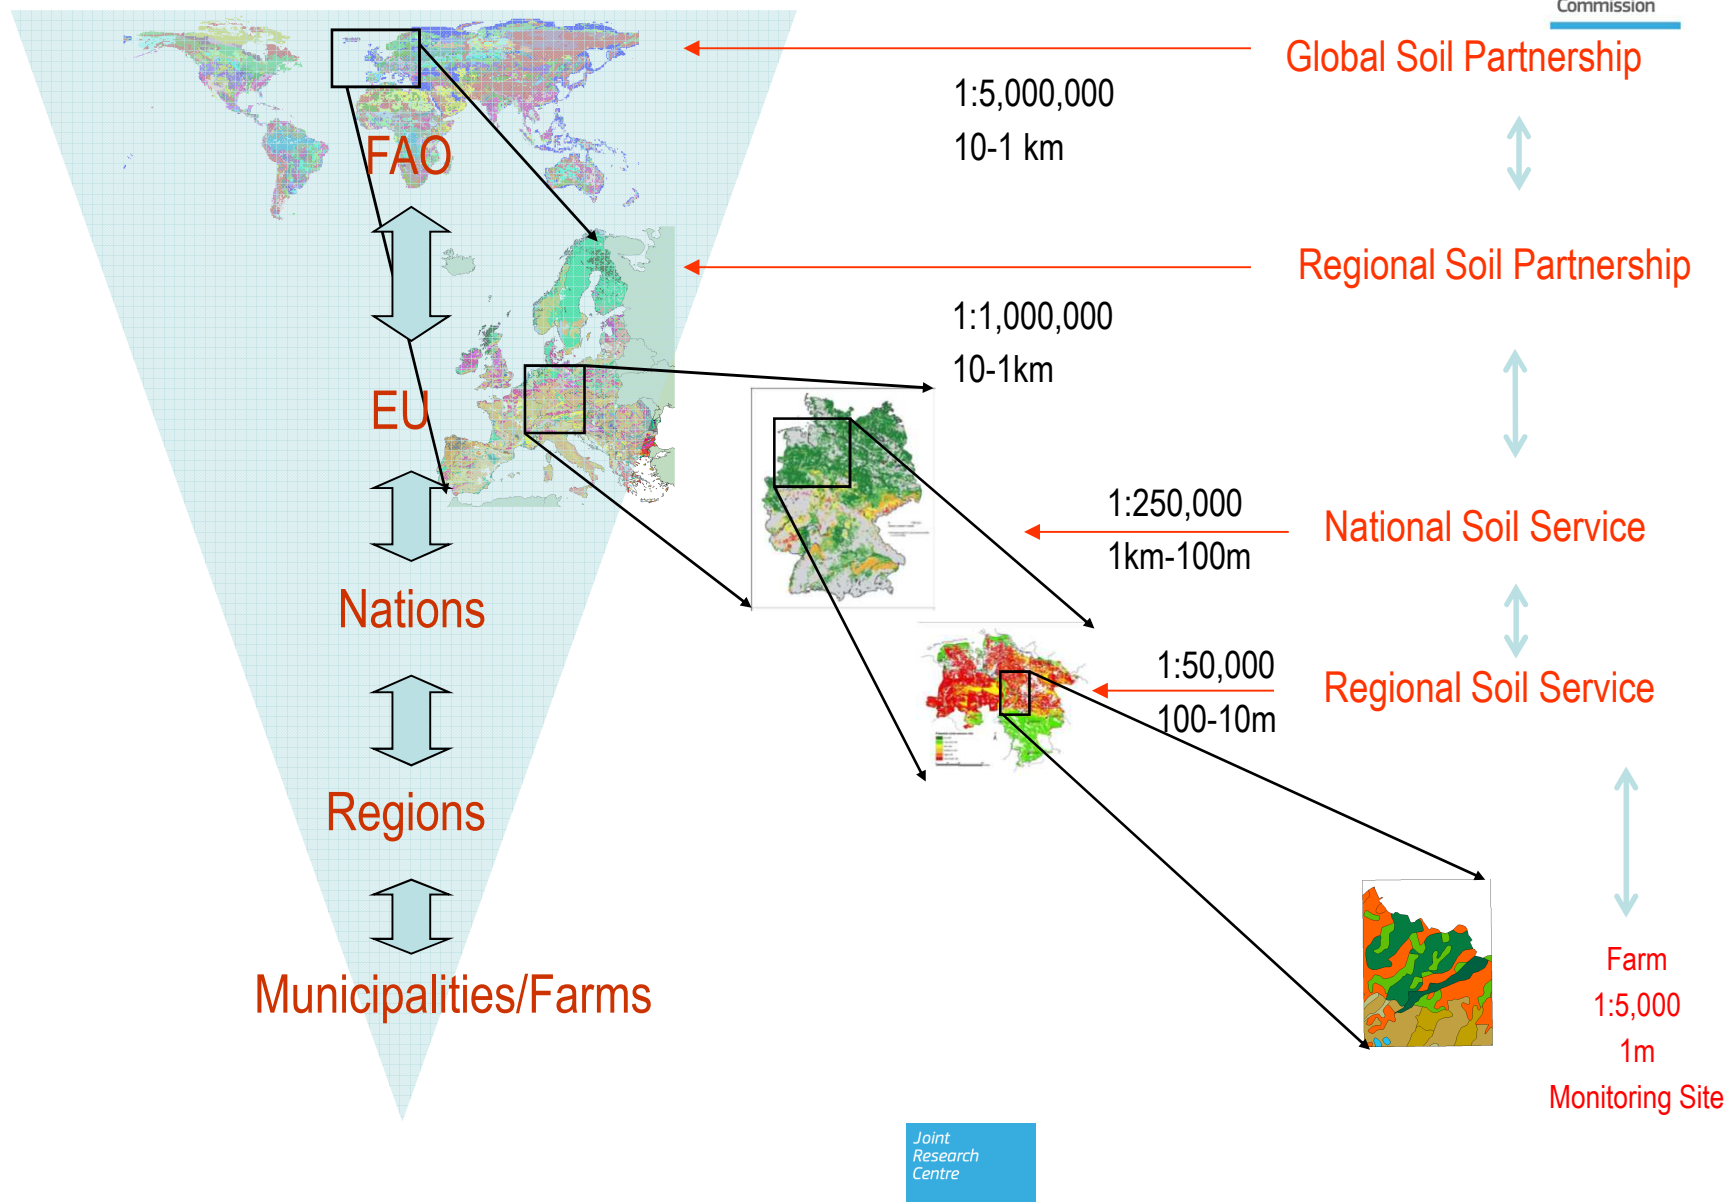 Commission
Global Soil Partnership
1:5,000,000
10-1 km
FAO
Regional Soil Partnership
1:1,000,000
10-1km
EU
1:250,000
National Soil Service
1km-100m
Nations
1:50,000
Regional Soil Service
100-10m
Regions
Farm
Municipalities/Farms
1:5,000
1m
Monitoring Site
Joint
Research
Centre